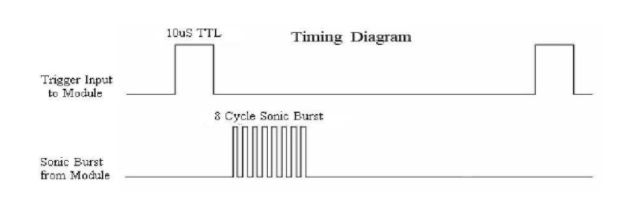 10uS TTL
Timing Diagram
Trigger Input
to Module
8 Cycle Sonic Burst
Sonic Burst
from Module